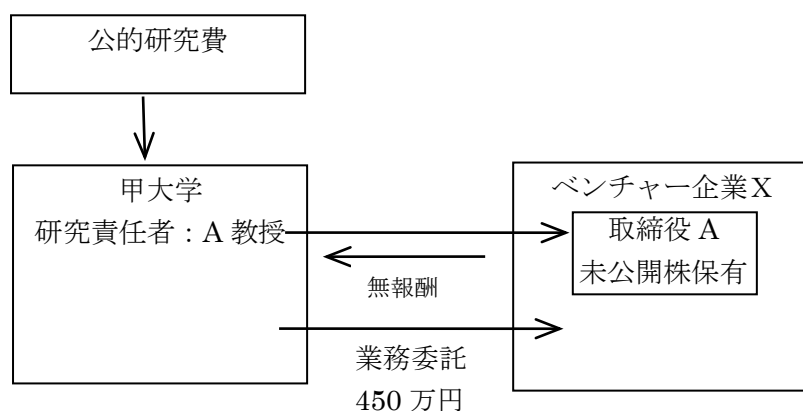 公的研究費
甲大学
研究責任者：A 教授
ベンチャー企業X
取締役 A
未公開株保有
無報酬
業務委託
450 万円